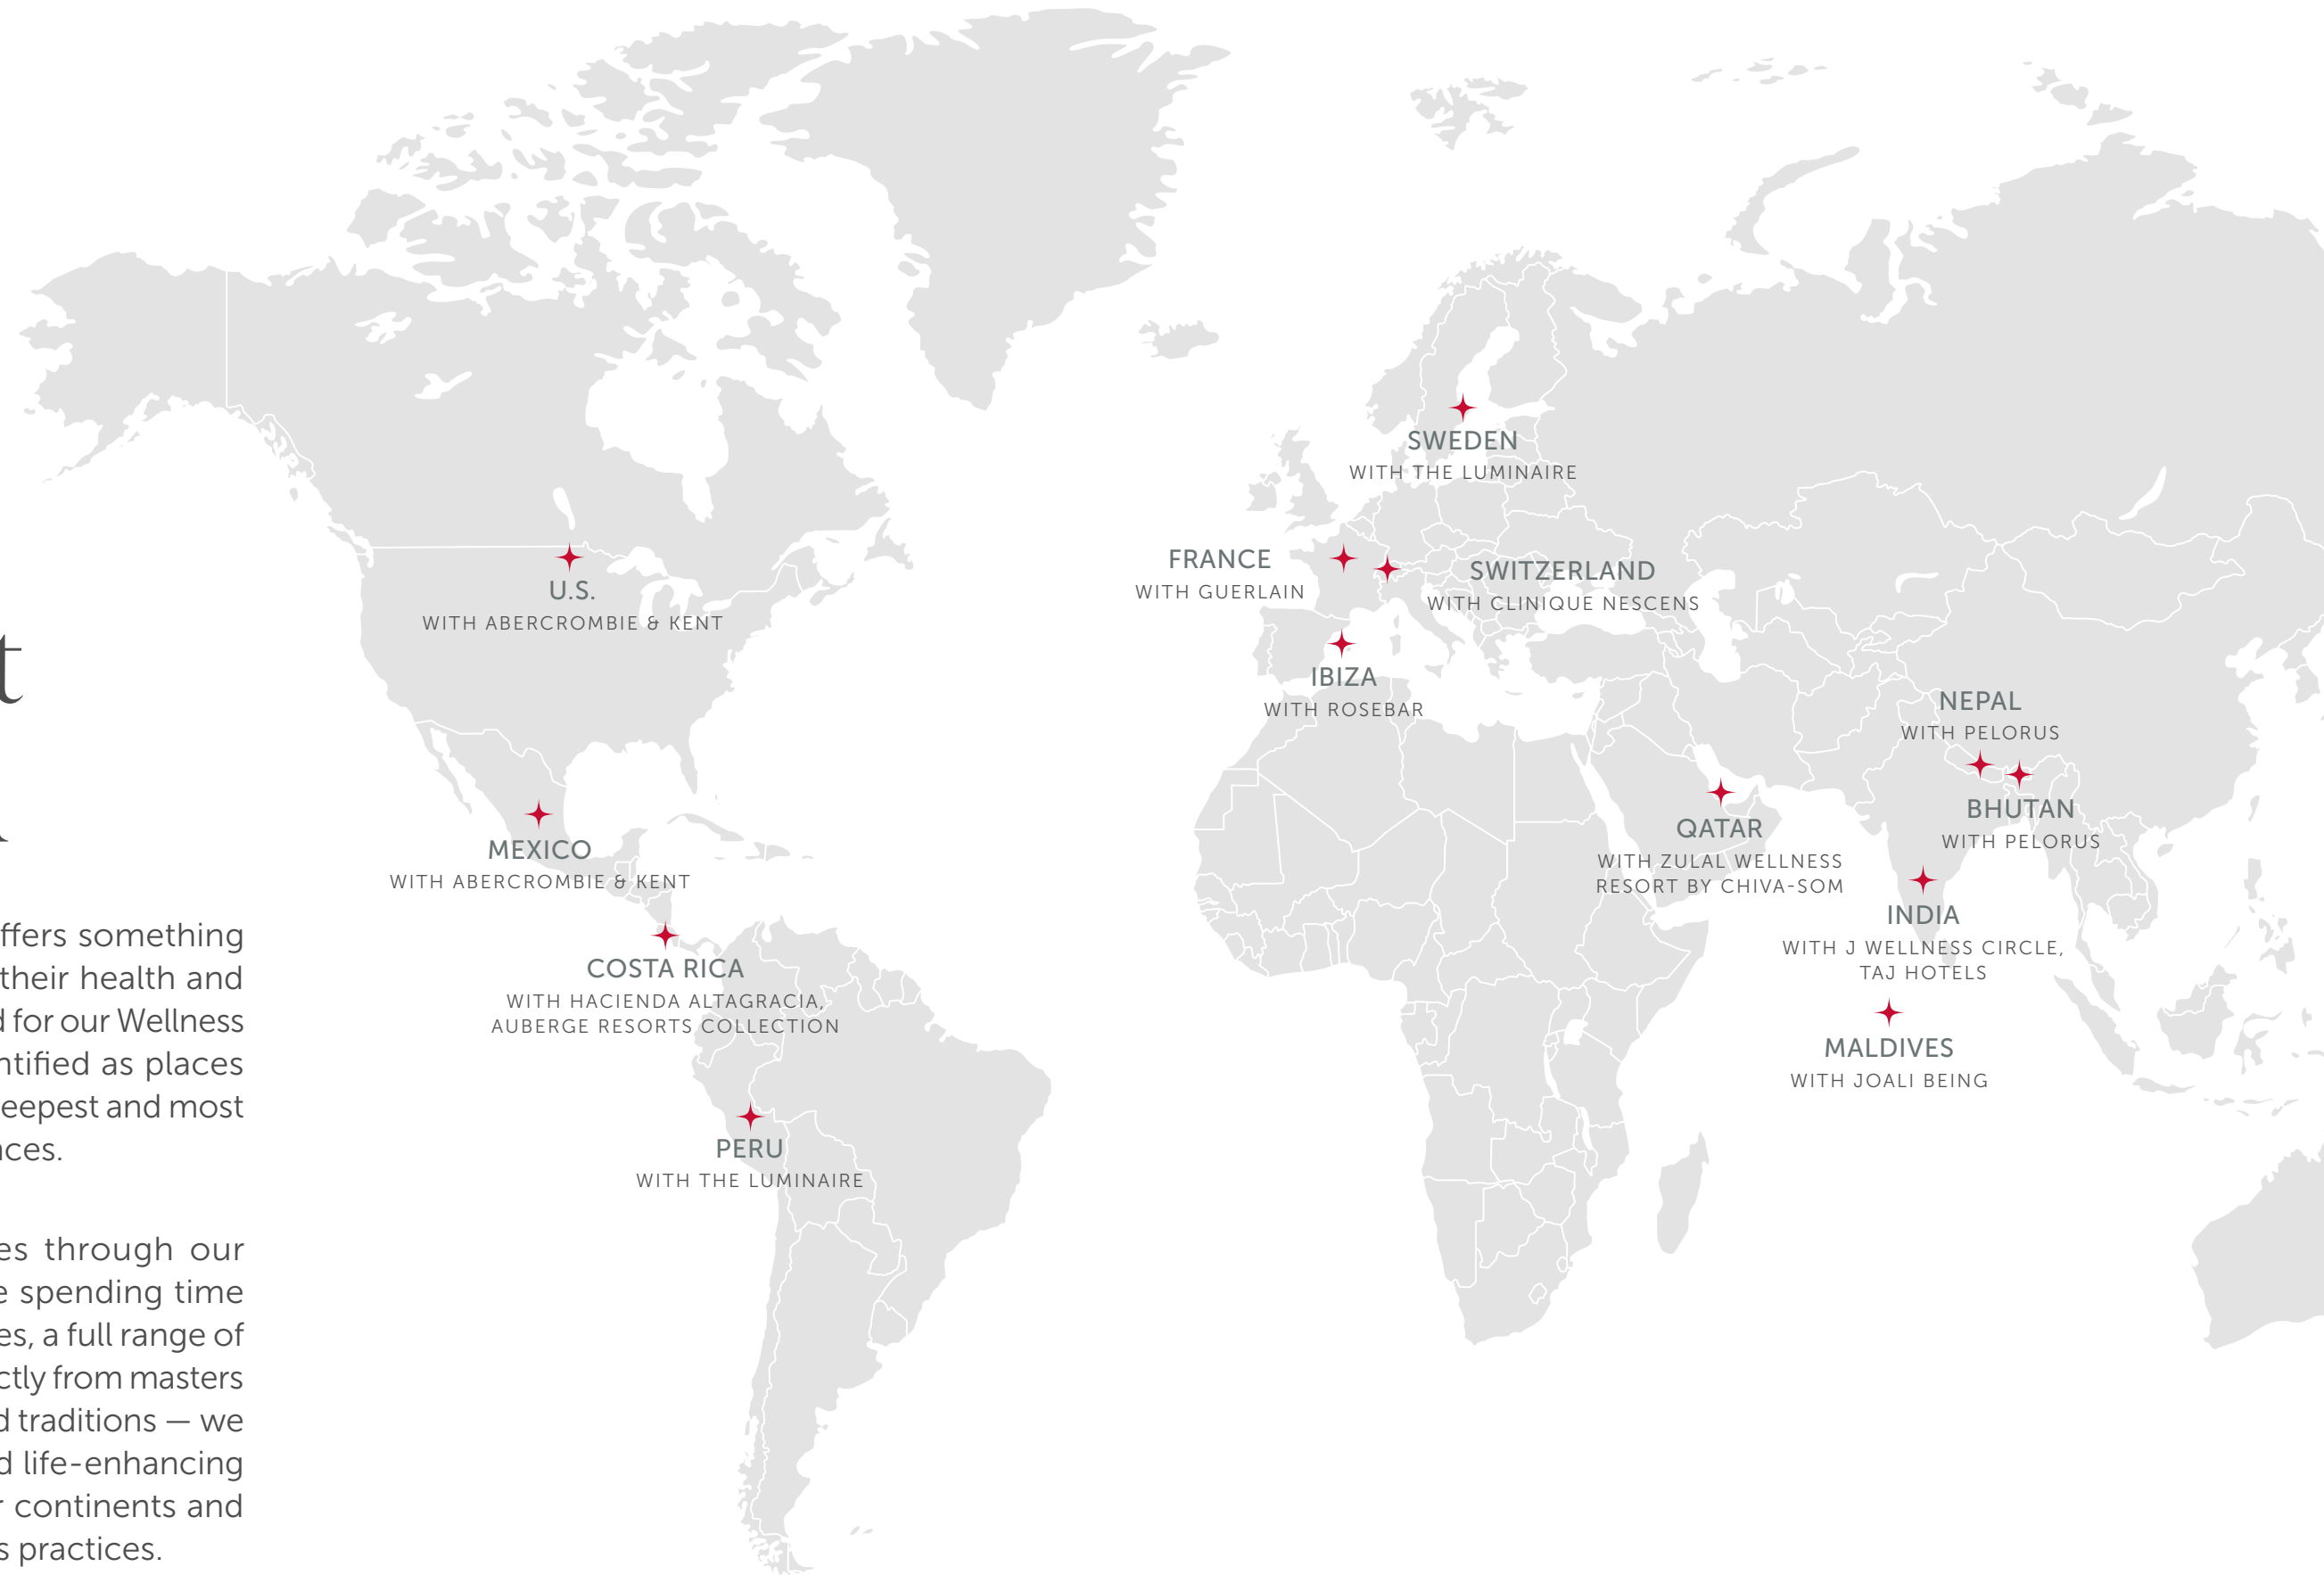 t
ffers something
their health and
d for our Wellness
ntified as places
eepest and most
nces.
es through our
e spending time
es, a full range of
ctly from masters
d traditions — we
d life-enhancing
r continents and
s practices.
U.S.
WITH ABERCROMBIE & KENT
MEXICO
WITH ABERCROMBIE & KENT
COSTA RICA
WITH HACIENDA ALTAGRACIA,
AUBERGE RESORTS COLLECTION
PERU
WITH THE LUMINAIRE
SWEDEN
WITH THE LUMINAIRE
FRANCE
WITH GUERLAIN
SWITZERLAND
WITH CLINIQUE NESCENS
IBIZA
WITH ROSEBAR
NEPAL
WITH PELORUS
BHUTAN
WITH PELORUS
QATAR
WITH ZULAL WELLNESS
RESORT BY CHIVA-SOM
INDIA
WITH J WELLNESS CIRCLE,
TAJ HOTELS
MALDIVES
WITH JOALI BEING